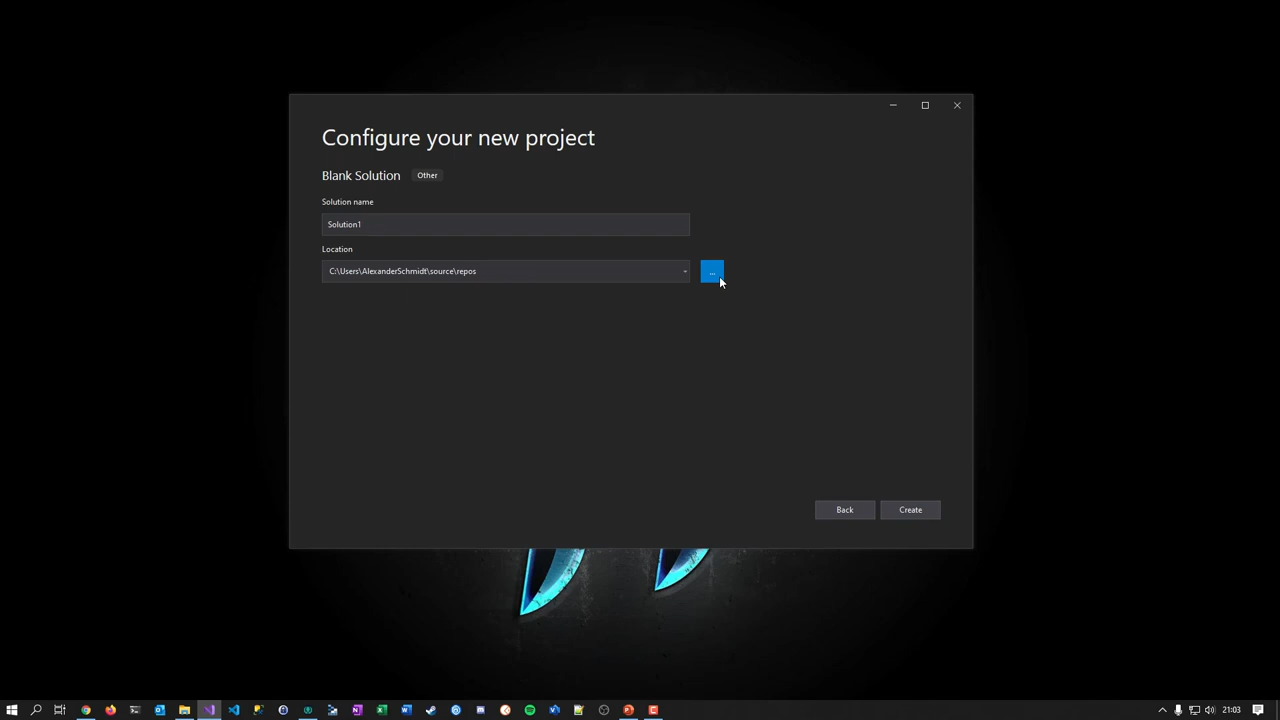 Configure your new project
Blank Solution Other
Solution name
Solution1
Location
C:\Users\AlexanderSchmidt\source\repos
...
Back Create
21:03